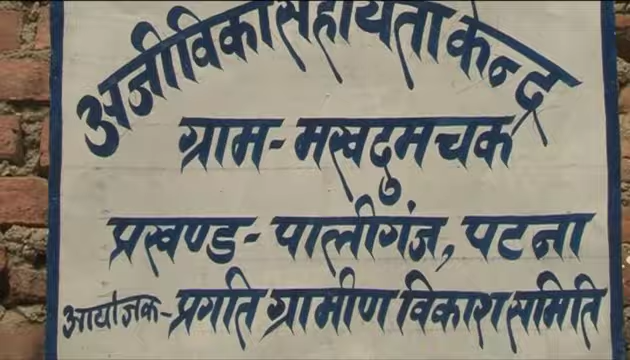 अजीविका सहायता केन्द्र
ग्राम-मखदुमचक
प्रखण्ड-पालीगंज, पटना
आयोजक-प्रगति ग्रामीण विकाश समिति